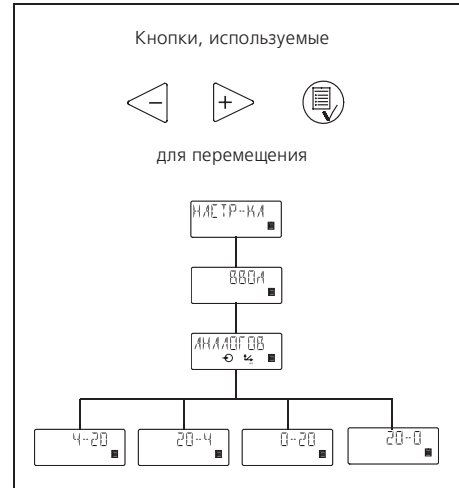 Кнопки, используемые
- +
для перемещения
НАСТР-КА
ВВОД
АНАЛОГОВ
4-20 20-4 0-20 20-0